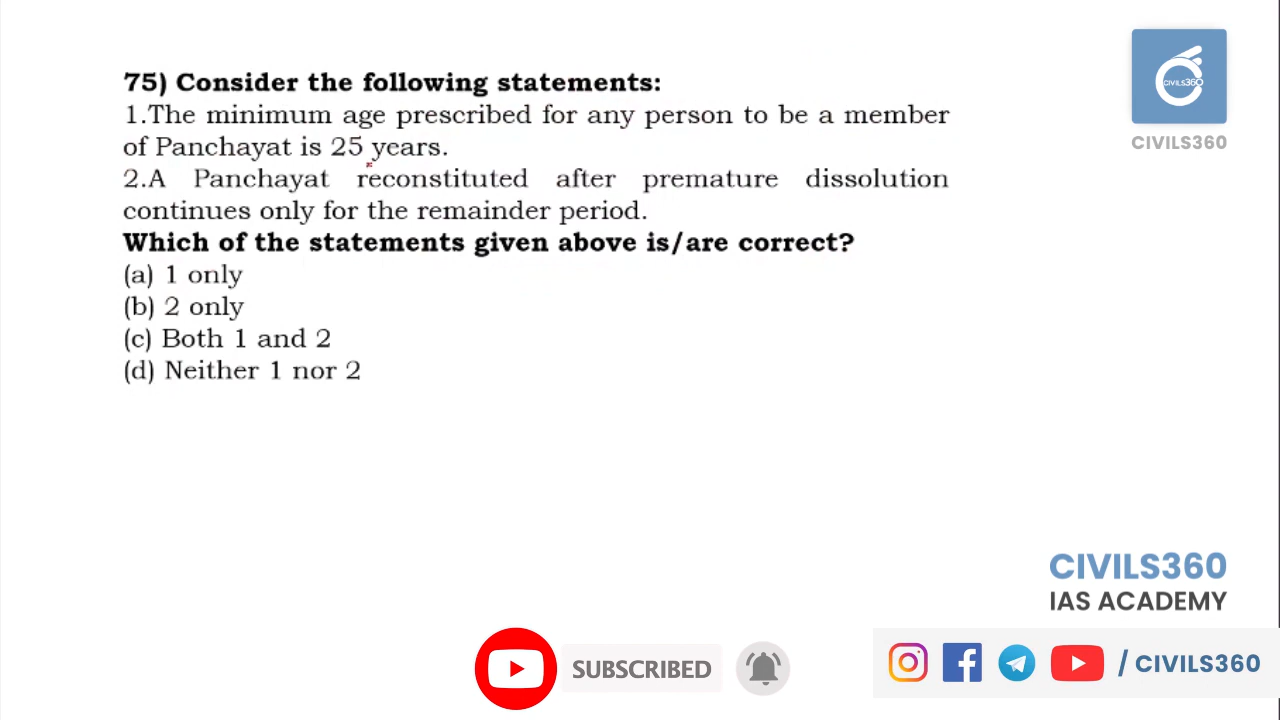 75) Consider the following statements:
1.The minimum age prescribed for any person to be a member
of Panchayat is 25 years.
2.A Panchayat reconstituted after premature dissolution
continues only for the remainder period.
Which of the statements given above is/are correct?
(a) 1 only
(b) 2 only
(c) Both 1 and 2
(d) Neither 1 nor 2
CIVILS360
CIVILS360
CIVILS360
IAS ACADEMY
SUBSCRIBED
/ CIVILS360